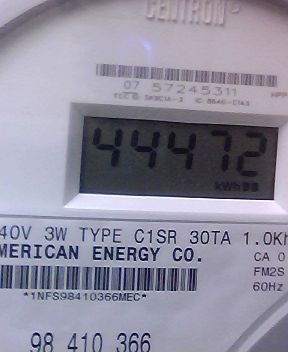 CENTRON®
07 57245311
44472
kWh
40V 3W TYPE C1SR 30TA 1.0Kh
MERICAN ENERGY CO.
CA 0
FM2S
60Hz
*1NFS98410366MEC*
98 410 366